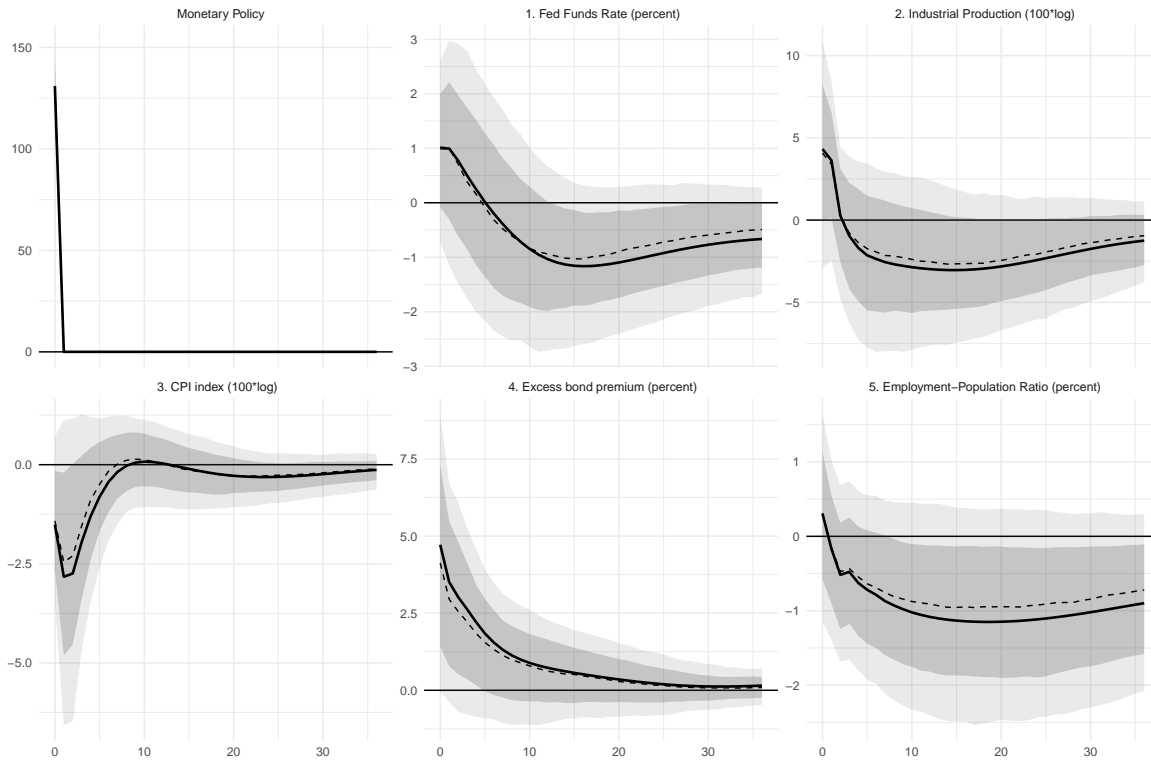 Monetary Policy
150
100
50
0
1. Fed Funds Rate (percent)
3
2
1
0
−1
−2
−3
2. Industrial Production (100*log)
10
5
0
−5
3. CPI index (100*log)
0.0
−2.5
−5.0
0 10 20 30
4. Excess bond premium (percent)
7.5
5.0
2.5
0.0
0 10 20 30
5. Employment−Population Ratio (percent)
1
0
−1
−2
0 10 20 30